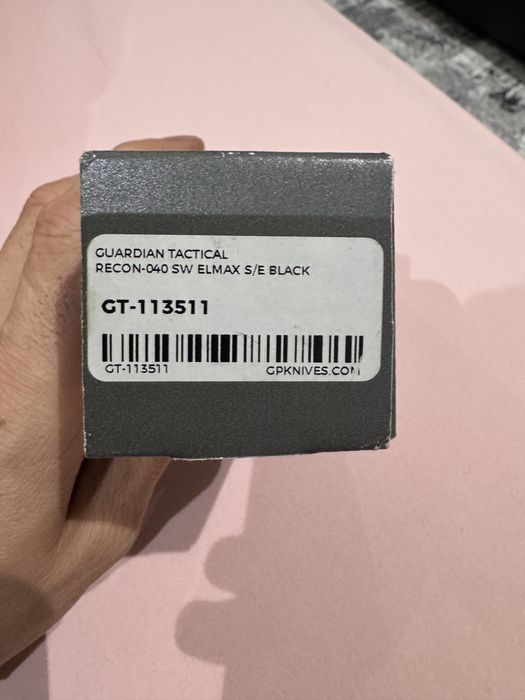 GUARDIAN TACTICAL
RECON-040 SW ELMAX S/E BLACK
GT-113511
GT-113511 GPKNIVES.COM